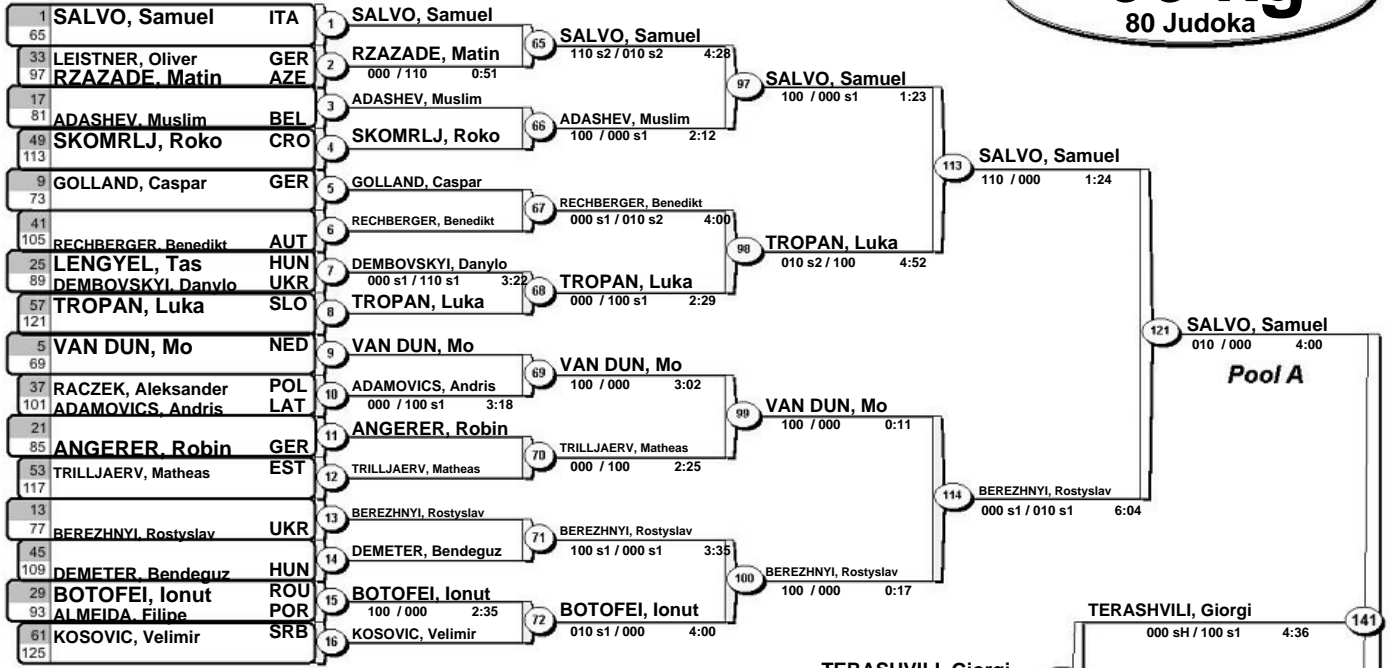 80 Judoka
1 SALVO, Samuel ITA
65
33 LEISTNER, Oliver GER
97 RZAZADE, Matin AZE
17
81 ADASHEV, Muslim BEL
49 SKOMRLJ, Roko CRO
113
9 GOLLAND, Caspar GER
73
41
105 RECHBERGER, Benedikt AUT
25 LENGYEL, Tas HUN
89 DEMBOVSKYI, Danylo UKR
57 TROPAN, Luka SLO
121
5 VAN DUN, Mo NED
69
37 RACZEK, Aleksander POL
101 ADAMOVICS, Andris LAT
21
85 ANGERER, Robin GER
53 TRILLJAERV, Matheas EST
117
13
77 BEREZHNYI, Rostyslav UKR
45
109 DEMETER, Bendeguz HUN
29 BOTOFEI, Ionut ROU
93 ALMEIDA, Filipe POR
61 KOSOVIC, Velimir SRB
125
1 SALVO, Samuel
2 RZAZADE, Matin
000 / 110 0:51
3 ADASHEV, Muslim
4 SKOMRLJ, Roko
5 GOLLAND, Caspar
6 RECHBERGER, Benedikt
7 DEMBOVSKYI, Danylo
000 s1 / 110 s1 3:22
8 TROPAN, Luka
9 VAN DUN, Mo
10 ADAMOVICS, Andris
000 / 100 s1 3:18
11 ANGERER, Robin
12 TRILLJAERV, Matheas
13 BEREZHNYI, Rostyslav
14 DEMETER, Bendeguz
15 BOTOFEI, Ionut
100 / 000 2:35
16 KOSOVIC, Velimir
65 SALVO, Samuel
110 s2 / 010 s2 4:28
66 ADASHEV, Muslim
100 / 000 s1 2:12
67 RECHBERGER, Benedikt
000 s1 / 010 s2 4:00
68 TROPAN, Luka
000 / 100 s1 2:29
69 VAN DUN, Mo
100 / 000 3:02
70 TRILLJAERV, Matheas
000 / 100 2:25
71 BEREZHNYI, Rostyslav
100 s1 / 000 s1 3:35
72 BOTOFEI, Ionut
010 s1 / 000 4:00
97 SALVO, Samuel
100 / 000 s1 1:23
98 TROPAN, Luka
010 s2 / 100 4:52
99 VAN DUN, Mo
100 / 000 0:11
100 BEREZHNYI, Rostyslav
100 / 000 0:17
113 SALVO, Samuel
110 / 000 1:24
114 BEREZHNYI, Rostyslav
000 s1 / 010 s1 6:04
121 SALVO, Samuel
010 / 000 4:00
Pool A
TERASHVILI, Giorgi
000 sH / 100 s1 4:36
141
TERASHVILI, Giorgi